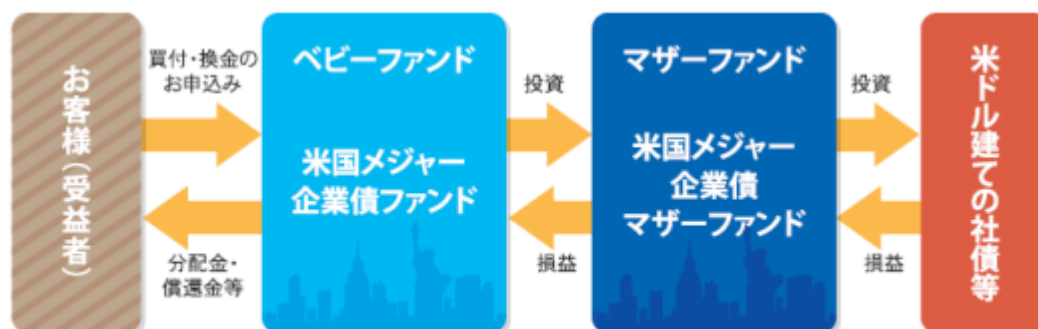 お客様(受益者)
買付・換金の
お申込み
分配金・
償還金等
ベビーファンド
米国メジャー
企業債ファンド
投資
損益
マザーファンド
米国メジャー
企業債
マザーファンド
投資
損益
米ドル建ての社債等